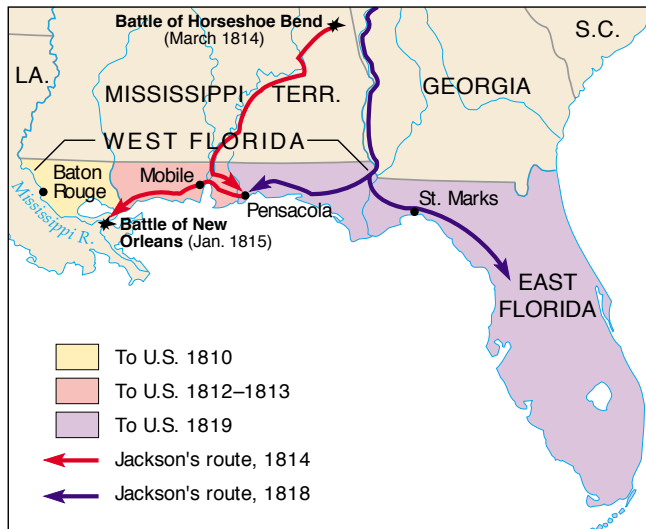 Battle of Horseshoe Bend
(March 1814)
S.C.
LA.
GEORGIA
MISSISSIPPI TERR.
WEST FLORIDA
Baton
Rouge
Mobile
Pensacola
St. Marks
Mississippi R.
Battle of New
Orleans (Jan. 1815)
EAST
FLORIDA
To U.S. 1810
To U.S. 1812–1813
To U.S. 1819
Jackson's route, 1814
Jackson's route, 1818